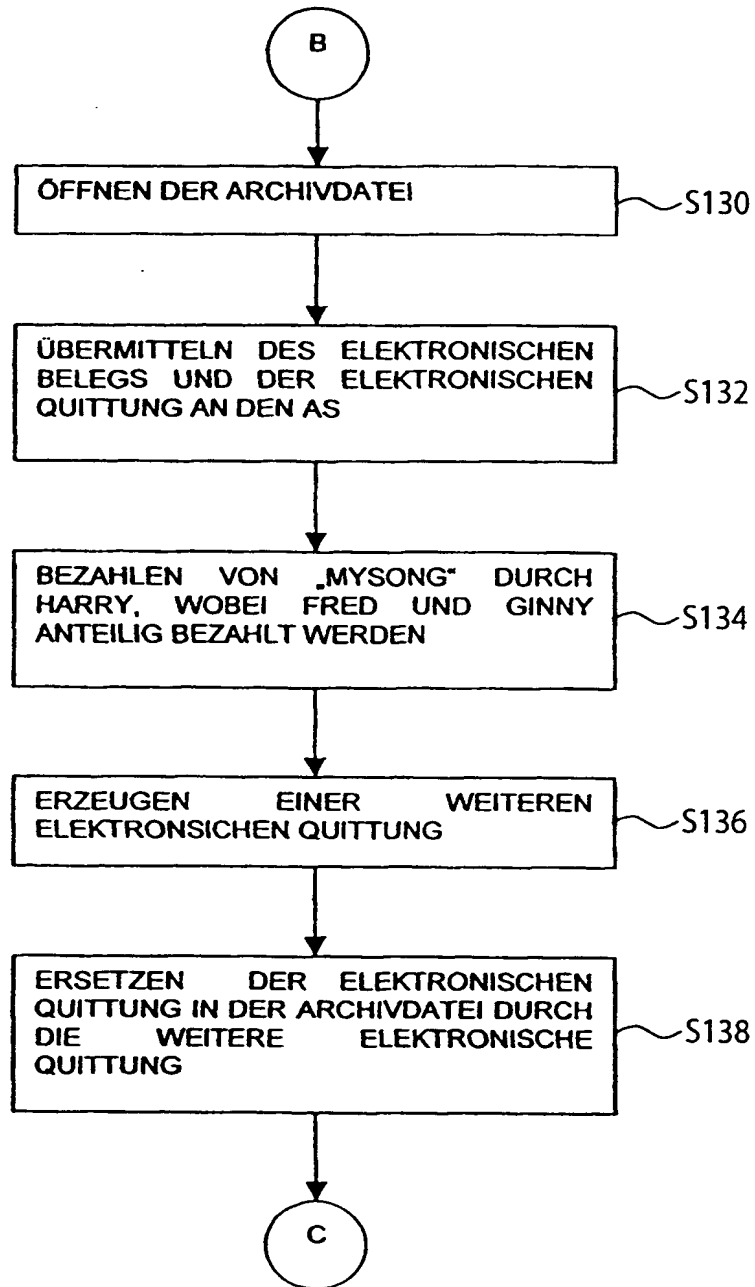 B
ÖFFNEN DER ARCHIVDATEI
S130
ÜBERMITTELN DES ELEKTRONISCHEN
BELEGS UND DER ELEKTRONISCHEN
QUITTUNG AN DEN AS
S132
BEZAHLEN VON „MYSONG“ DURCH
HARRY, WOBEI FRED UND GINNY
ANTEILIG BEZAHLT WERDEN
S134
ERZEUGEN EINER WEITEREN
ELEKTRONSICHEN QUITTUNG
S136
ERSETZEN DER ELEKTRONISCHEN
QUITTUNG IN DER ARCHIVDATEI DURCH
DIE WEITERE ELEKTRONISCHE
QUITTUNG
S138
C